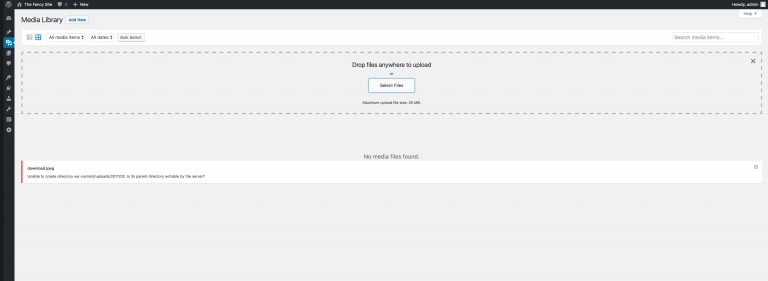 The Fancy Site 0 + New Howdy, admin
Media Library Add New Help
All media items All dates Bulk Select Search media items...
Drop files anywhere to upload
or
Select Files
Maximum upload file size: 25 MB.
No media files found.
download.jpeg
Unable to create directory wp-content/uploads/2017/02. Is its parent directory writable by the server?